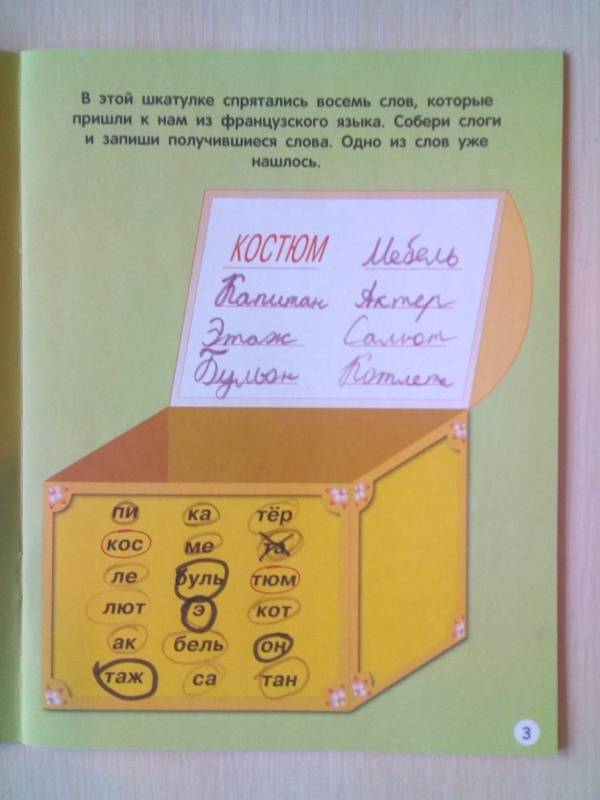 В этой шкатулке спрятались восемь слов, которые
пришли к нам из французского языка. Собери слоги
и запиши получившиеся слова. Одно из слов уже
нашлось.
КОСТЮМ Мебель
Капитан Актер
Этаж Салют
Бульон Котлета
пи ка тёр
кос ме та
ле буль тюм
лют э кот
ак бель он
таж са тан
3